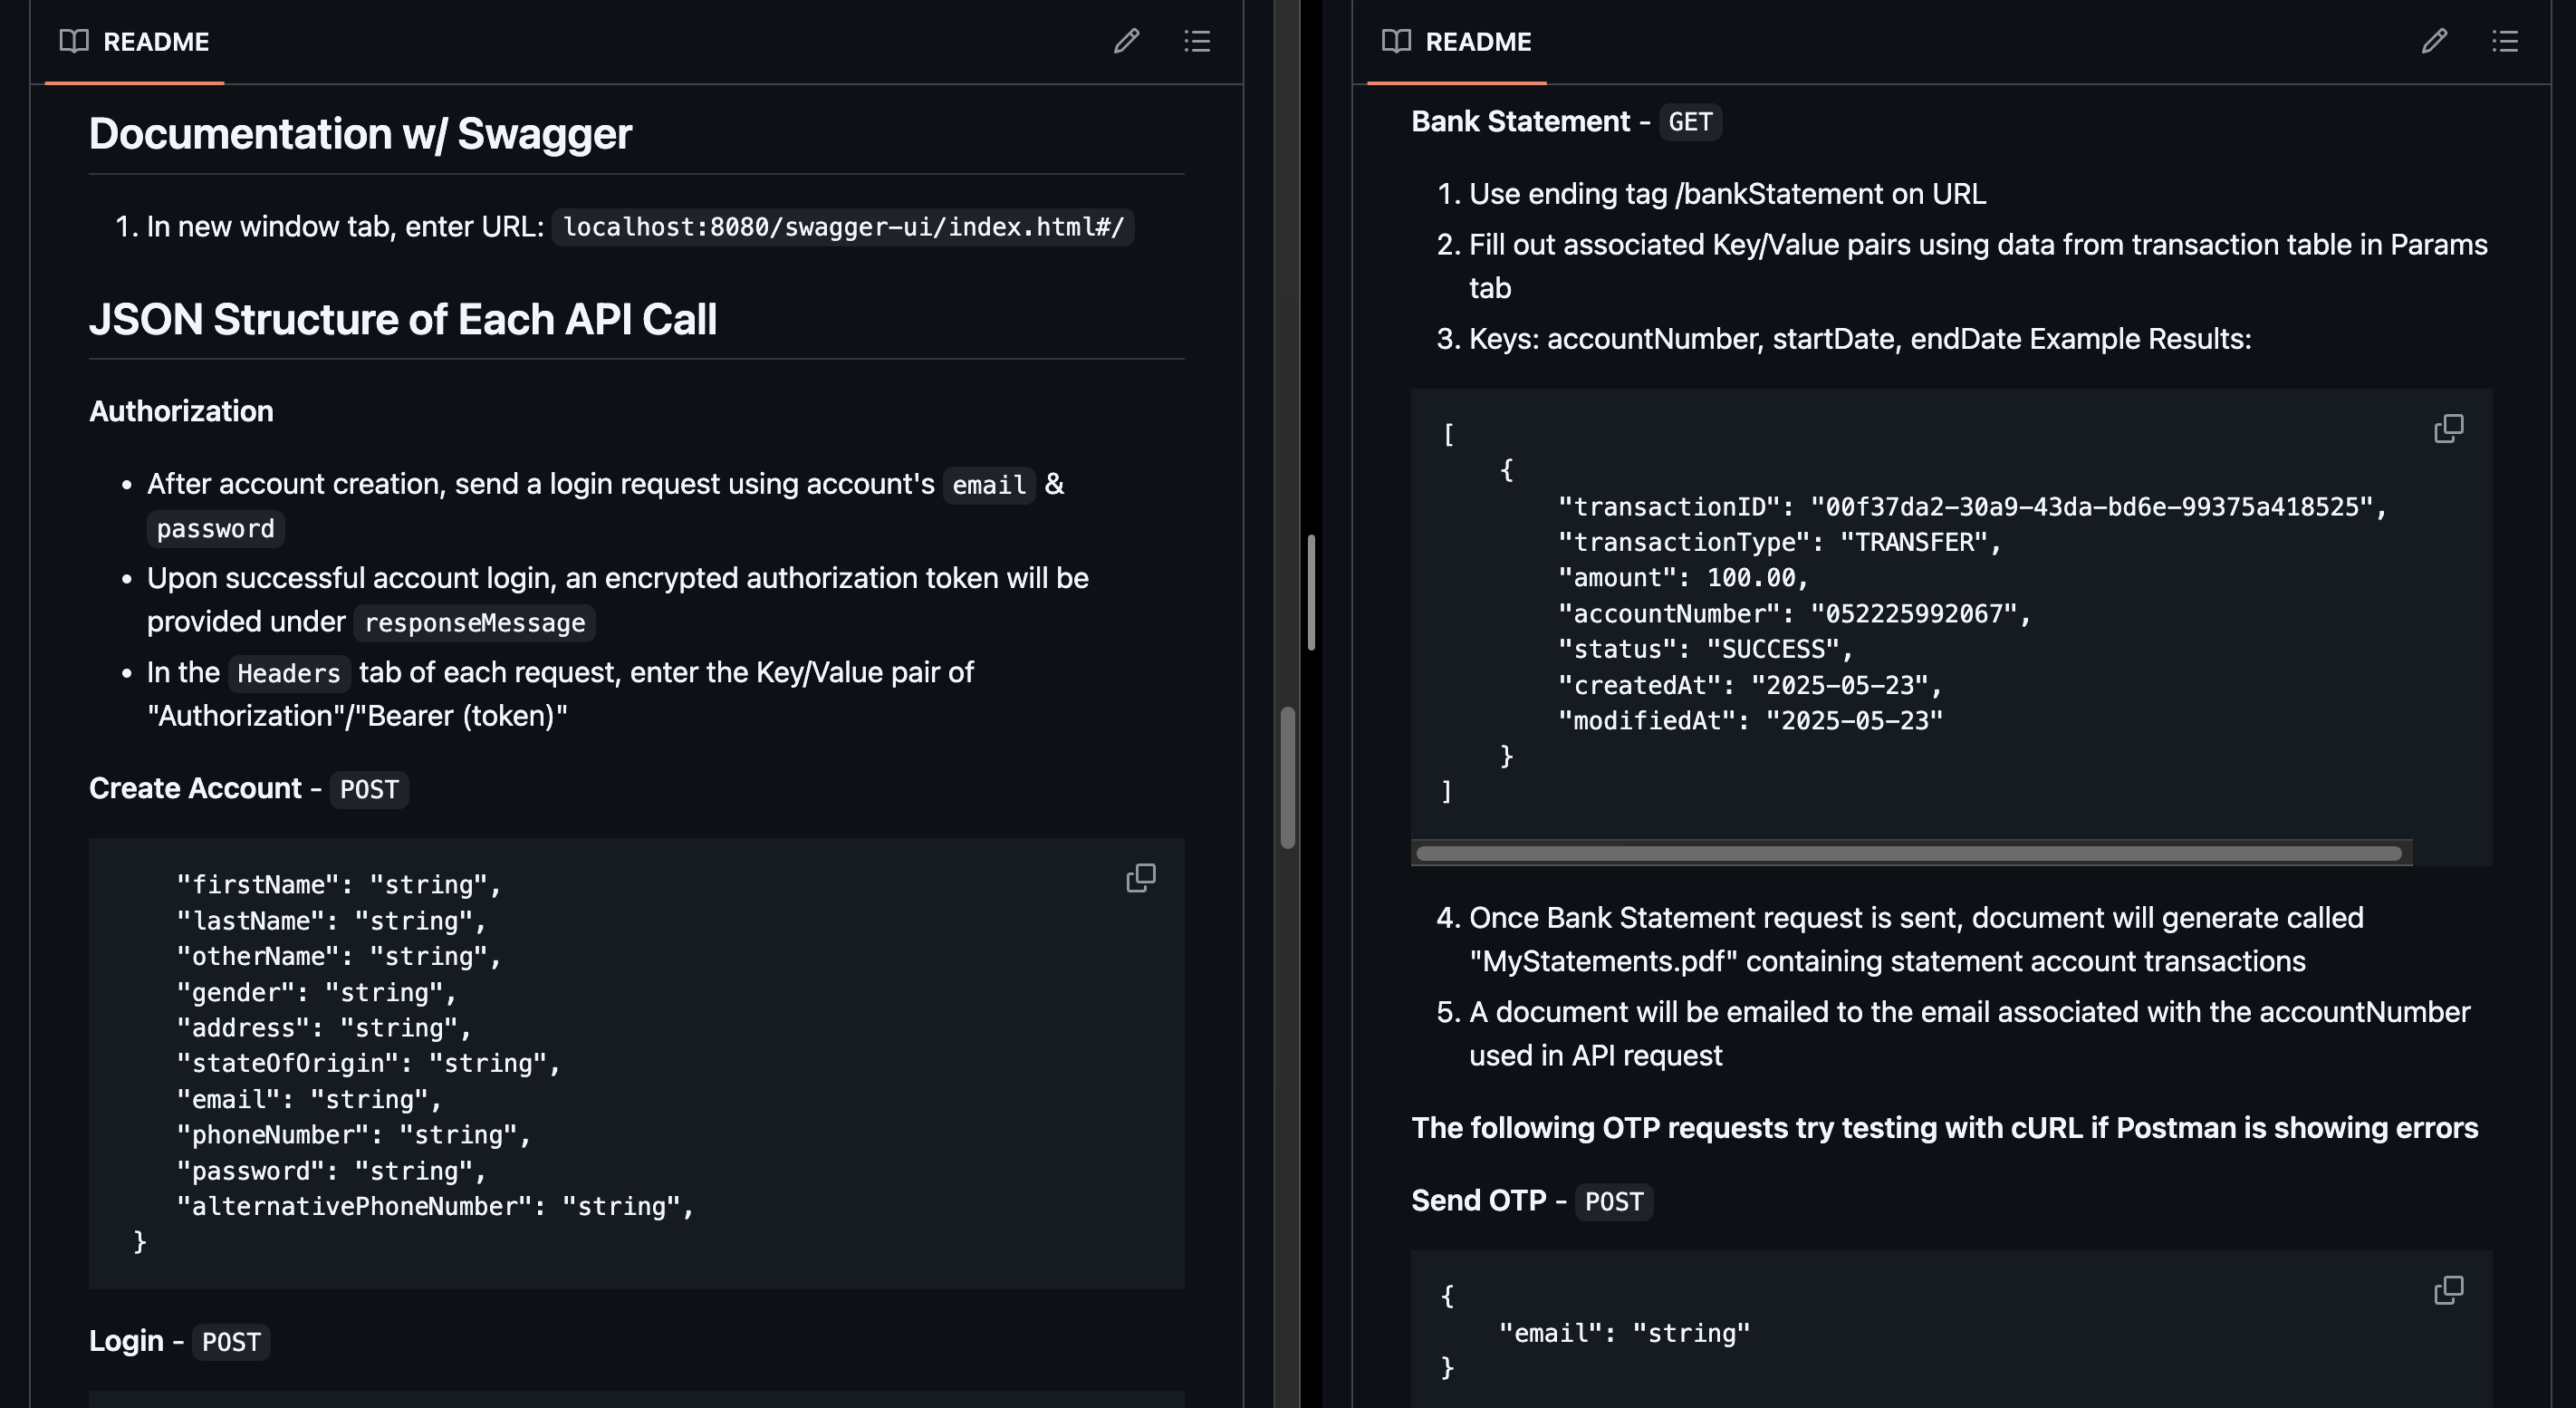 README
Documentation w/ Swagger
1. In new window tab, enter URL: localhost:8080/swagger-ui/index.html#/
JSON Structure of Each API Call
Authorization
• After account creation, send a login request using account's email &
password
• Upon successful account login, an encrypted authorization token will be
provided under responseMessage
• In the Headers tab of each request, enter the Key/Value pair of
"Authorization"/"Bearer (token)"
Create Account - POST
"firstName": "string",
"lastName": "string",
"otherName": "string",
"gender": "string",
"address": "string",
"stateOfOrigin": "string",
"email": "string",
"phoneNumber": "string",
"password": "string",
"alternativePhoneNumber": "string",
}
Login - POST
README
Bank Statement - GET
1. Use ending tag /bankStatement on URL
2. Fill out associated Key/Value pairs using data from transaction table in Params
tab
3. Keys: accountNumber, startDate, endDate Example Results:
[
{
"transactionID": "00f37da2-30a9-43da-bd6e-99375a418525",
"transactionType": "TRANSFER",
"amount": 100.00,
"accountNumber": "052225992067",
"status": "SUCCESS",
"createdAt": "2025-05-23",
"modifiedAt": "2025-05-23"
}
]
4. Once Bank Statement request is sent, document will generate called
"MyStatements.pdf" containing statement account transactions
5. A document will be emailed to the email associated with the accountNumber
used in API request
The following OTP requests try testing with cURL if Postman is showing errors
Send OTP - POST
{
"email": "string"
}